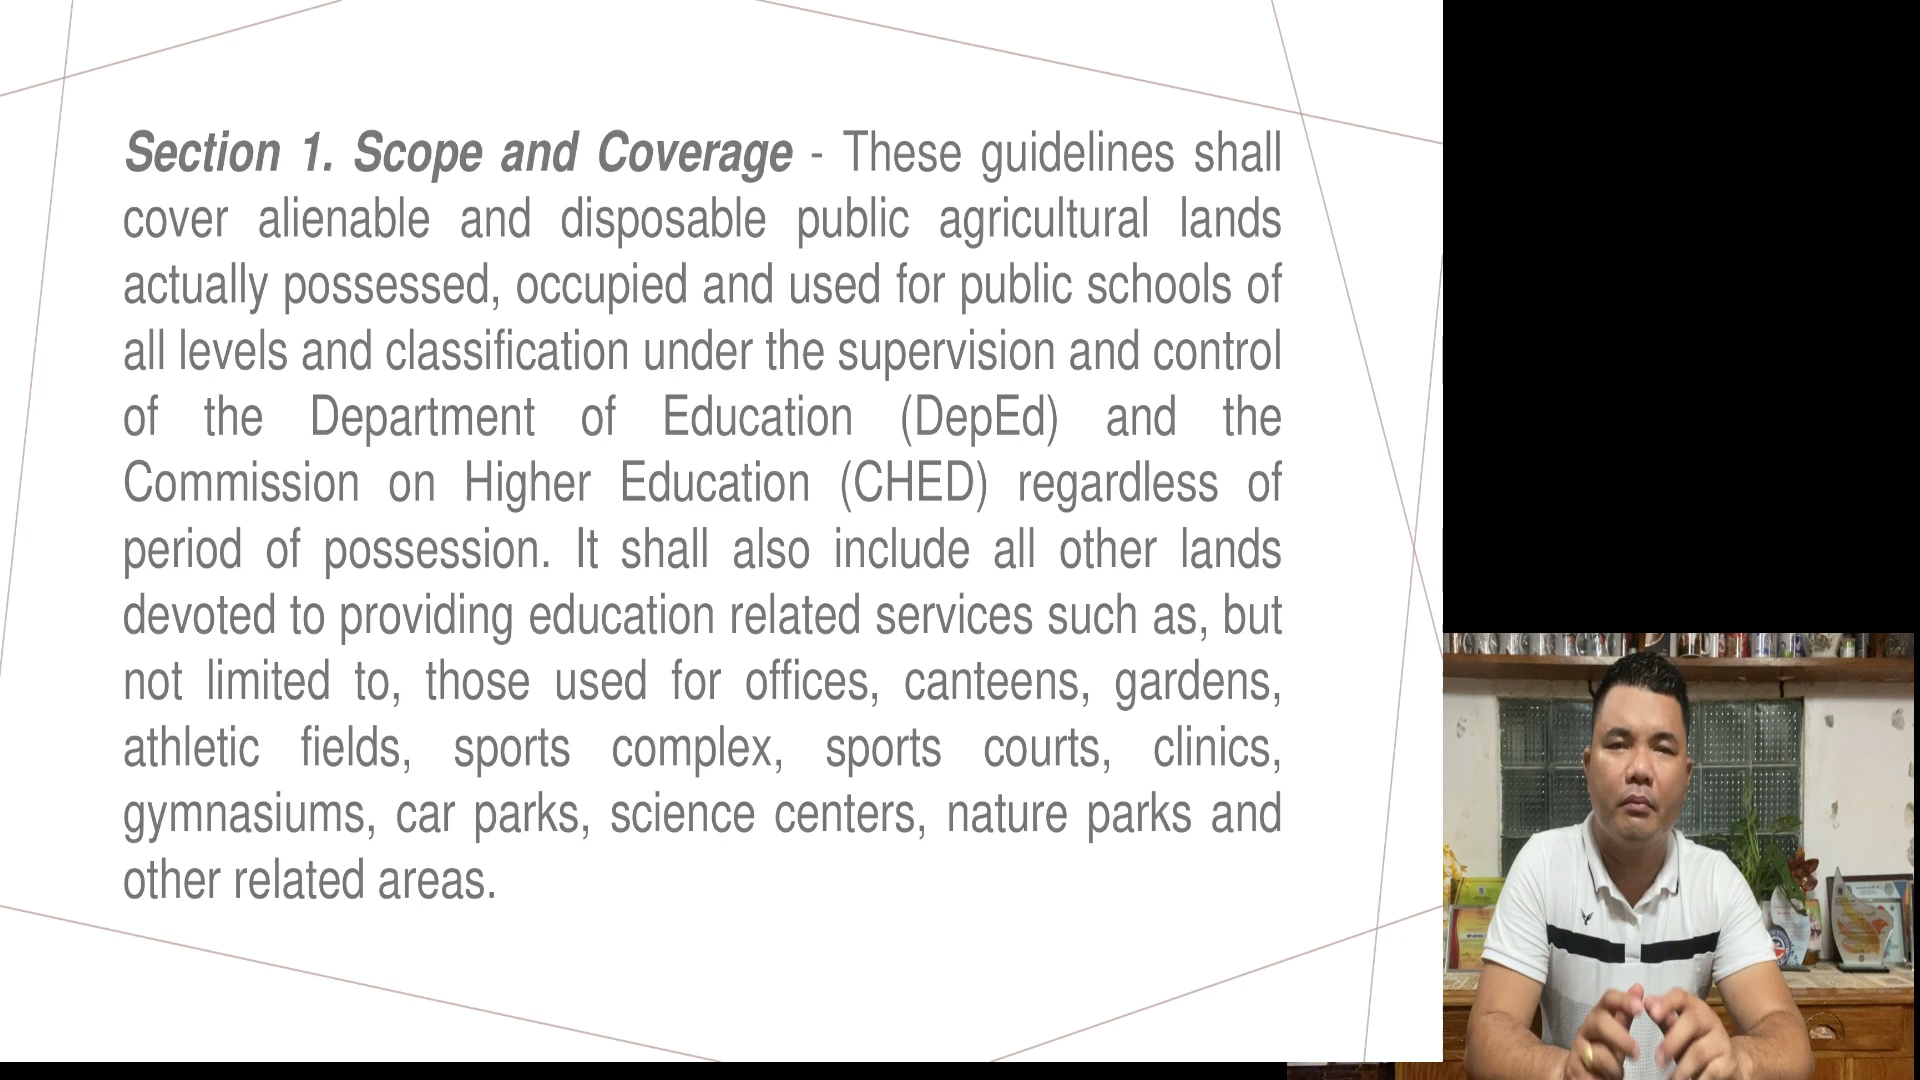 Section 1. Scope and Coverage - These guidelines shall
cover alienable and disposable public agricultural lands
actually possessed, occupied and used for public schools of
all levels and classification under the supervision and control
of the Department of Education (DepEd) and the
Commission on Higher Education (CHED) regardless of
period of possession. It shall also include all other lands
devoted to providing education related services such as, but
not limited to, those used for offices, canteens, gardens,
athletic fields, sports complex, sports courts, clinics,
gymnasiums, car parks, science centers, nature parks and
other related areas.